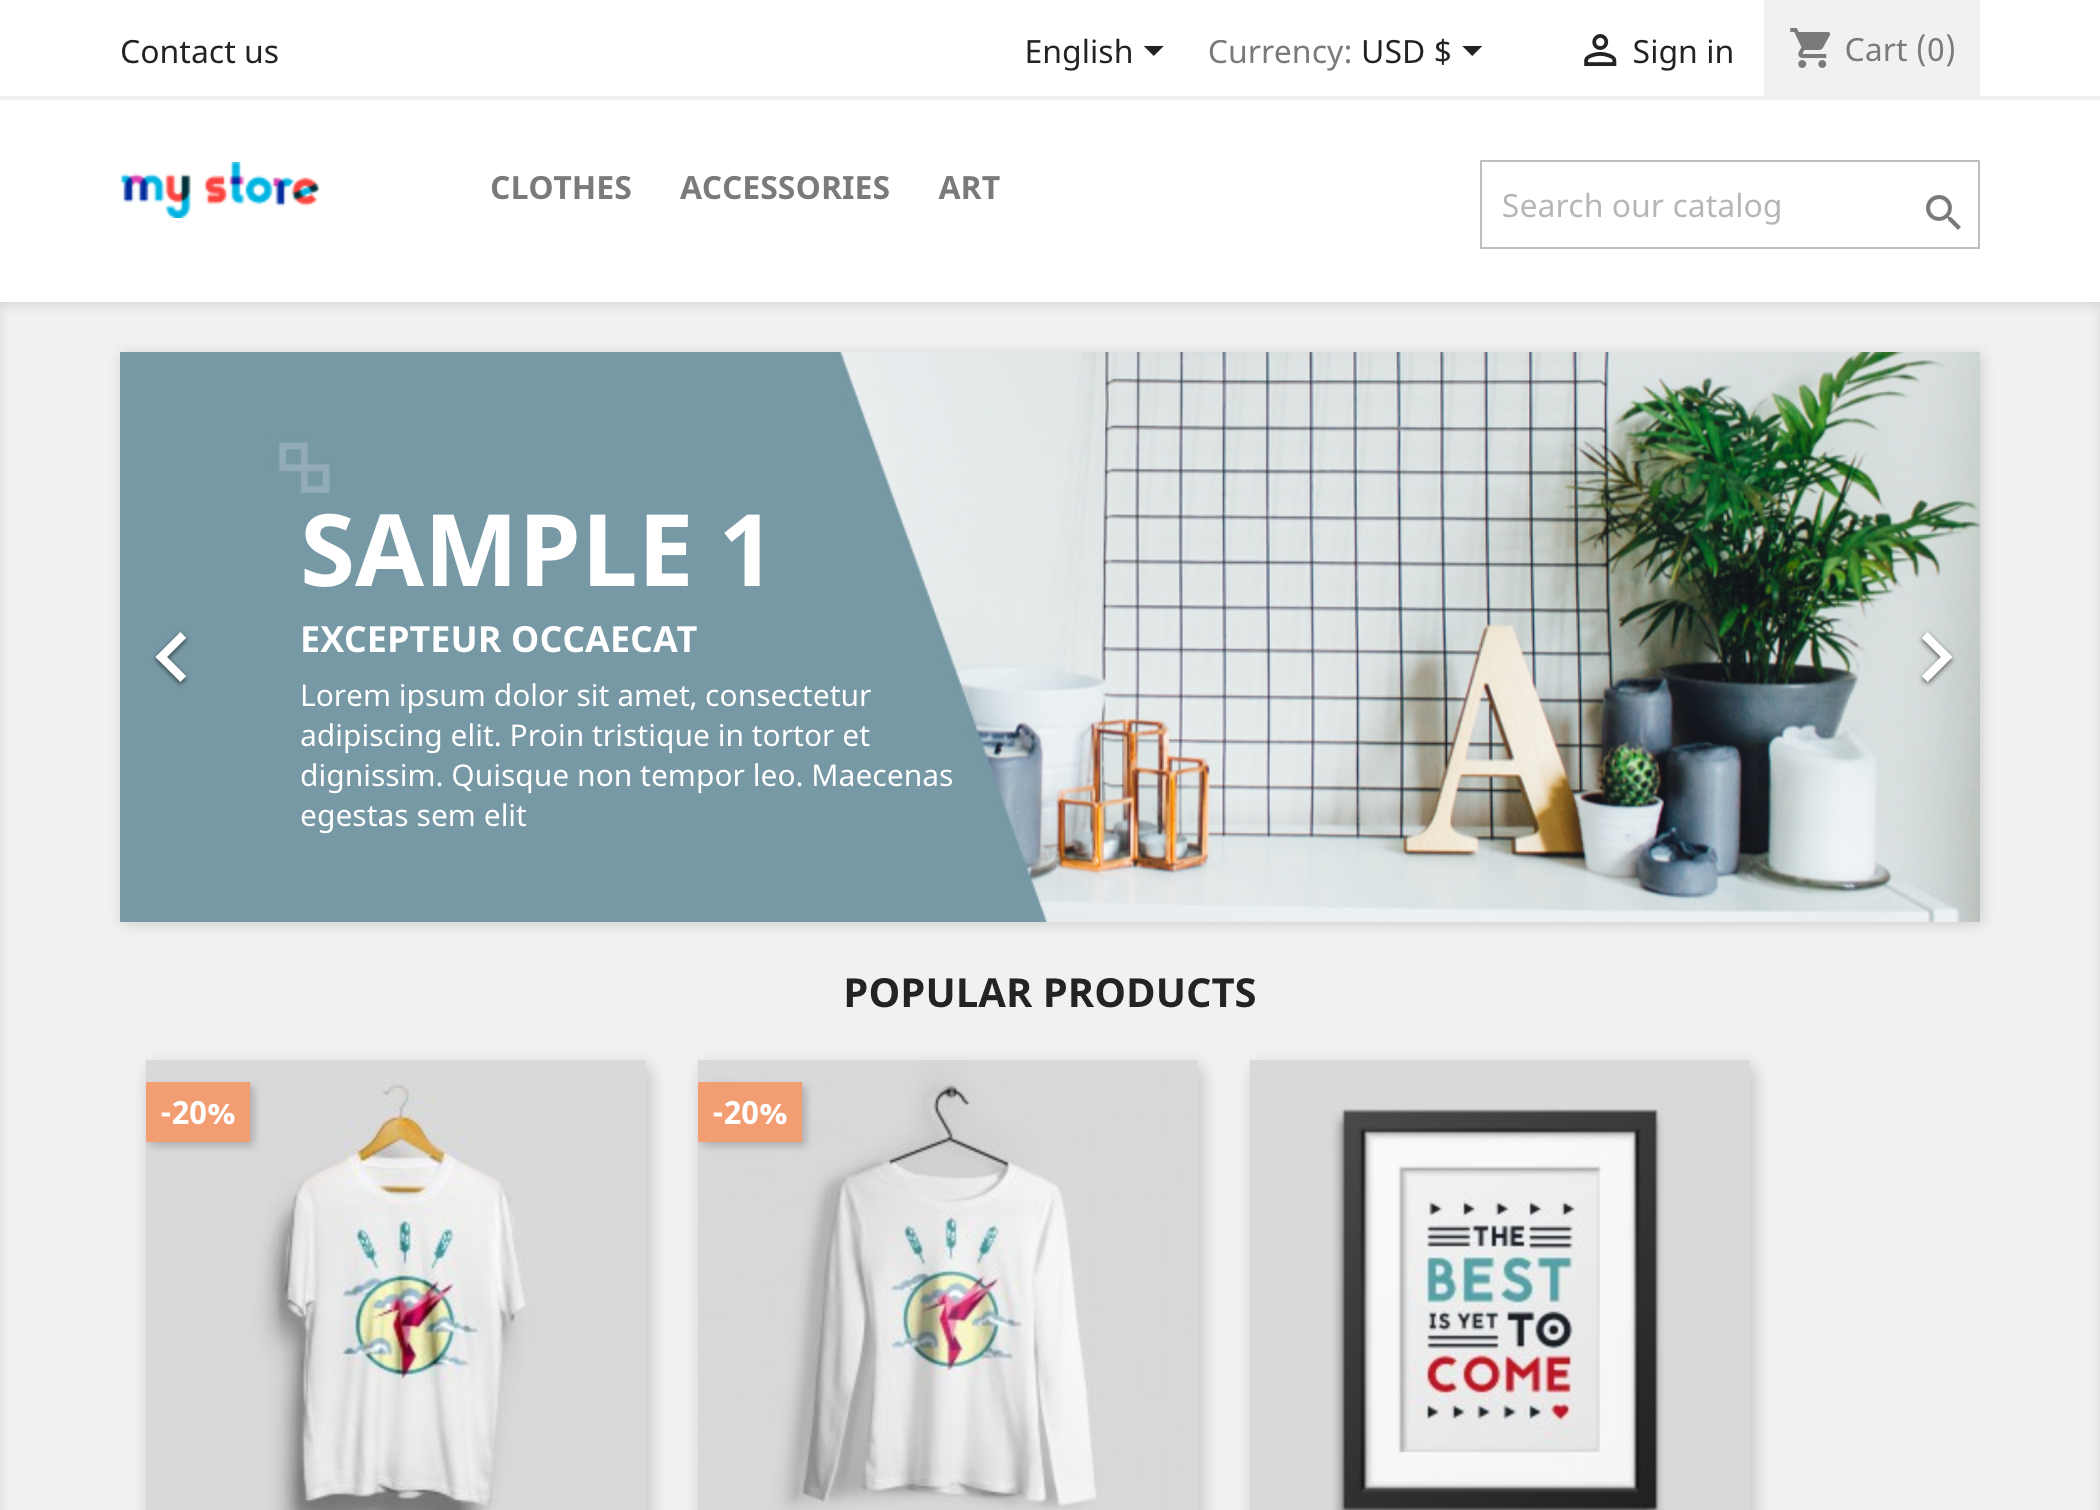 Contact us
English
Currency: USD $
Sign in
Cart (0)
my store
CLOTHES ACCESSORIES ART
Search our catalog
SAMPLE 1
EXCEPTEUR OCCAECAT
Lorem ipsum dolor sit amet, consectetur
adipiscing elit. Proin tristique in tortor et
dignissim. Quisque non tempor leo. Maecenas
egestas sem elit
A
POPULAR PRODUCTS
-20%
-20%
THE
BEST
IS YET TO
COME